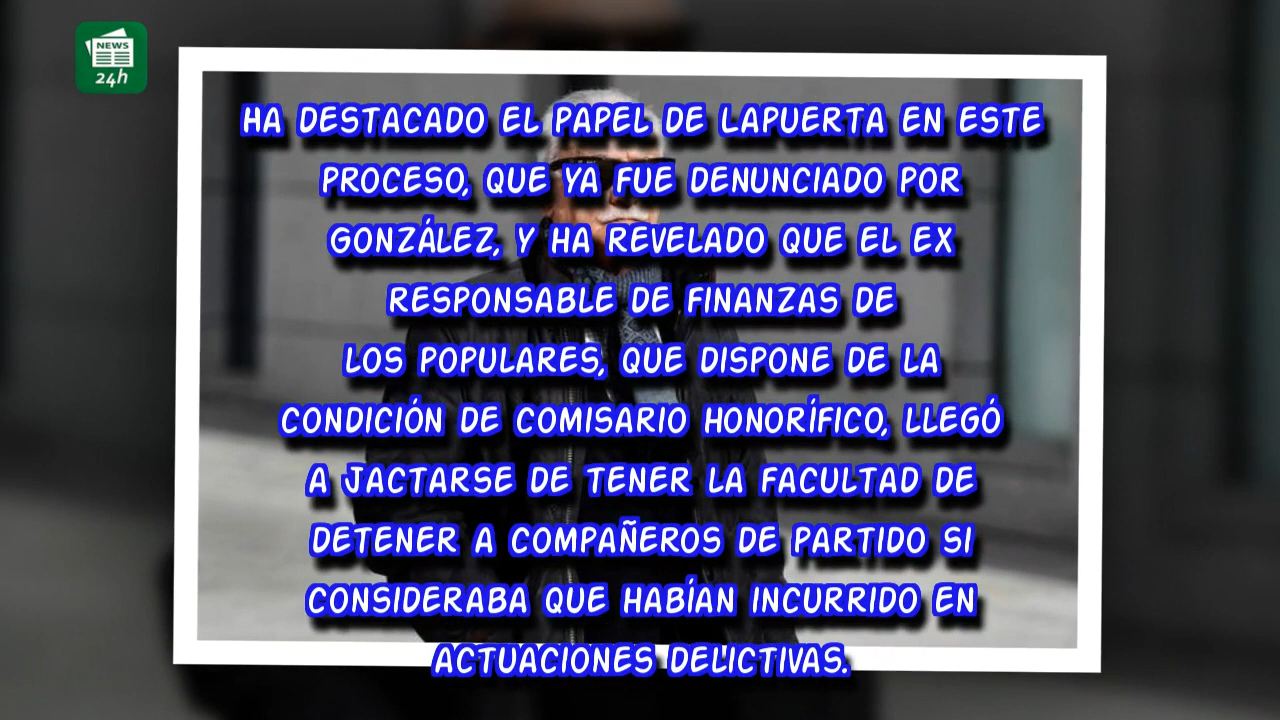 NEWS
24h
HA DESTACADO EL PAPEL DE LAPUERTA EN ESTE
PROCESO, QUE YA FUE DENUNCIADO POR
GONZÁLEZ, Y HA REVELADO QUE EL EX
RESPONSABLE DE FINANZAS DE
LOS POPULARES, QUE DISPONE DE LA
CONDICIÓN DE COMISARIO HONORÍFICO, LLEGÓ
A JACTARSE DE TENER LA FACULTAD DE
DETENER A COMPAÑEROS DE PARTIDO SI
CONSIDERABA QUE HABÍAN INCURRIDO EN
ACTUACIONES DELICTIVAS.